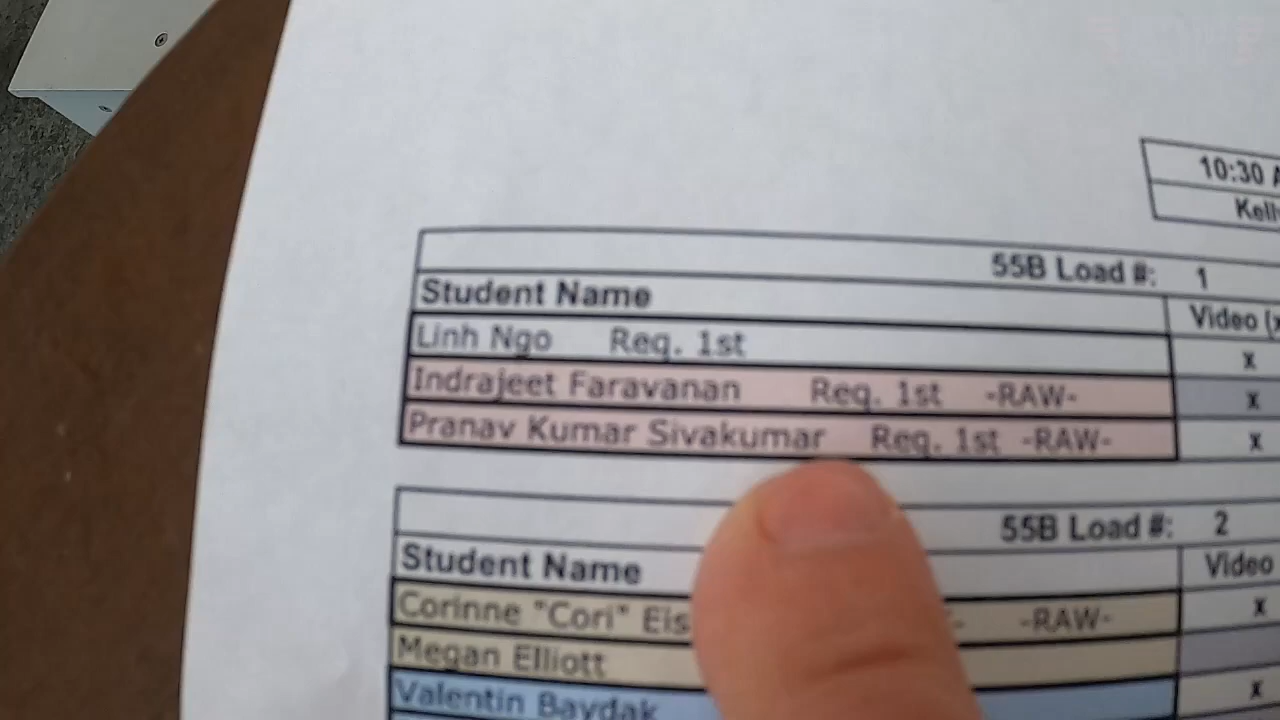 10:30
55B Load #: 1
Student Name Video
Linh Ngo Req. 1st x
Indrajeet Faravanan Req. 1st -RAW- x
Pranav Kumar Sivakumar Req. 1st -RAW- x
55B Load #: 2
Student Name Video
Corinne "Cori" -RAW- x
Megan Elliott
Valentin Baydak x